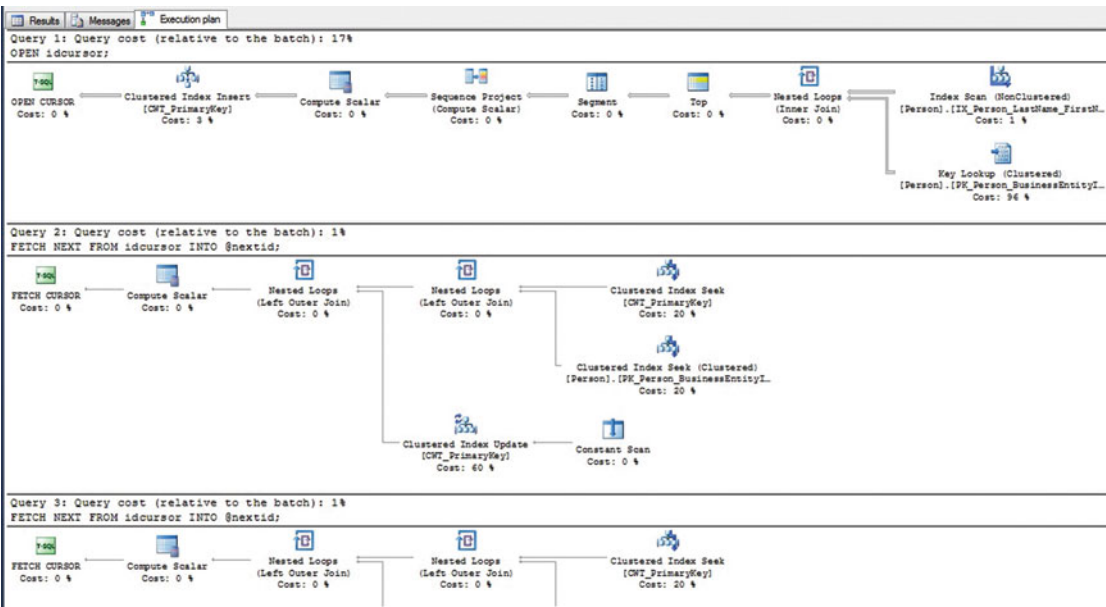 Results Messages Execution plan
Query 1: Query cost (relative to the batch): 17%
OPEN idcursor;
T-SQL
OPEN CURSOR
Cost: 0 %
Clustered Index Insert
[CWT_PrimaryKey]
Cost: 3 %
Compute Scalar
Cost: 0 %
Sequence Project
(Compute Scalar)
Cost: 0 %
Segment
Cost: 0 %
Top
Cost: 0 %
Nested Loops
(Inner Join)
Cost: 0 %
Index Scan (NonClustered)
[Person].[IX_Person_LastName_FirstN…
Cost: 1 %
Key Lookup (Clustered)
[Person].[PK_Person_BusinessEntityI…
Cost: 96 %
Query 2: Query cost (relative to the batch): 1%
FETCH NEXT FROM idcursor INTO @nextid;
T-SQL
FETCH CURSOR
Cost: 0 %
Compute Scalar
Cost: 0 %
Nested Loops
(Left Outer Join)
Cost: 0 %
Nested Loops
(Left Outer Join)
Cost: 0 %
Clustered Index Seek
[CWT_PrimaryKey]
Cost: 20 %
Clustered Index Seek (Clustered)
[Person].[PK_Person_BusinessEntityI…
Cost: 20 %
Clustered Index Update
[CWT_PrimaryKey]
Cost: 60 %
Constant Scan
Cost: 0 %
Query 3: Query cost (relative to the batch): 1%
FETCH NEXT FROM idcursor INTO @nextid;
T-SQL
FETCH CURSOR
Cost: 0 %
Compute Scalar
Cost: 0 %
Nested Loops
(Left Outer Join)
Cost: 0 %
Nested Loops
(Left Outer Join)
Cost: 0 %
Clustered Index Seek
[CWT_PrimaryKey]
Cost: 20 %